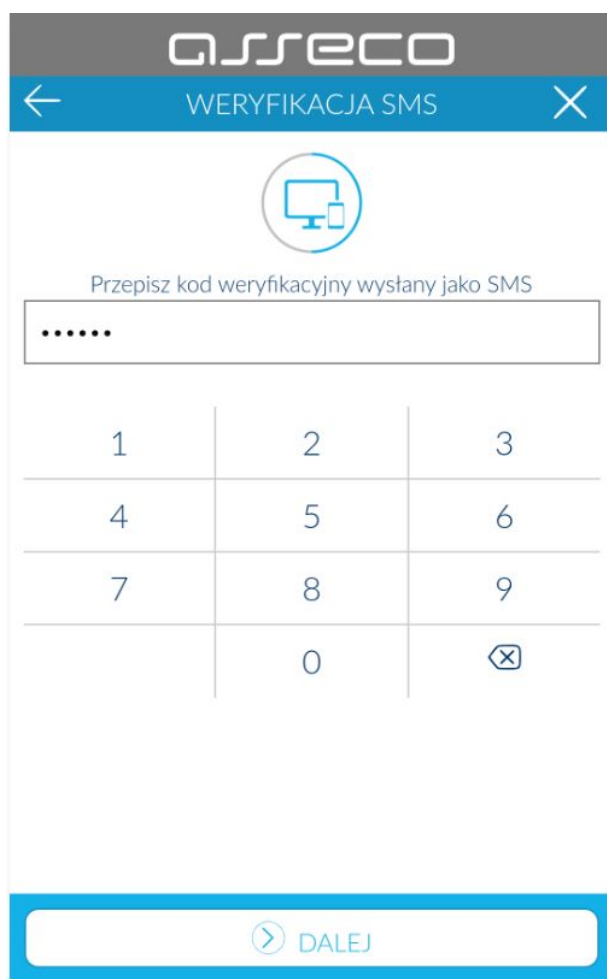 asseco
WERYFIKACJA SMS
Przepisz kod weryfikacyjny wysłany jako SMS
••••••
1 2 3
4 5 6
7 8 9
0
DALEJ